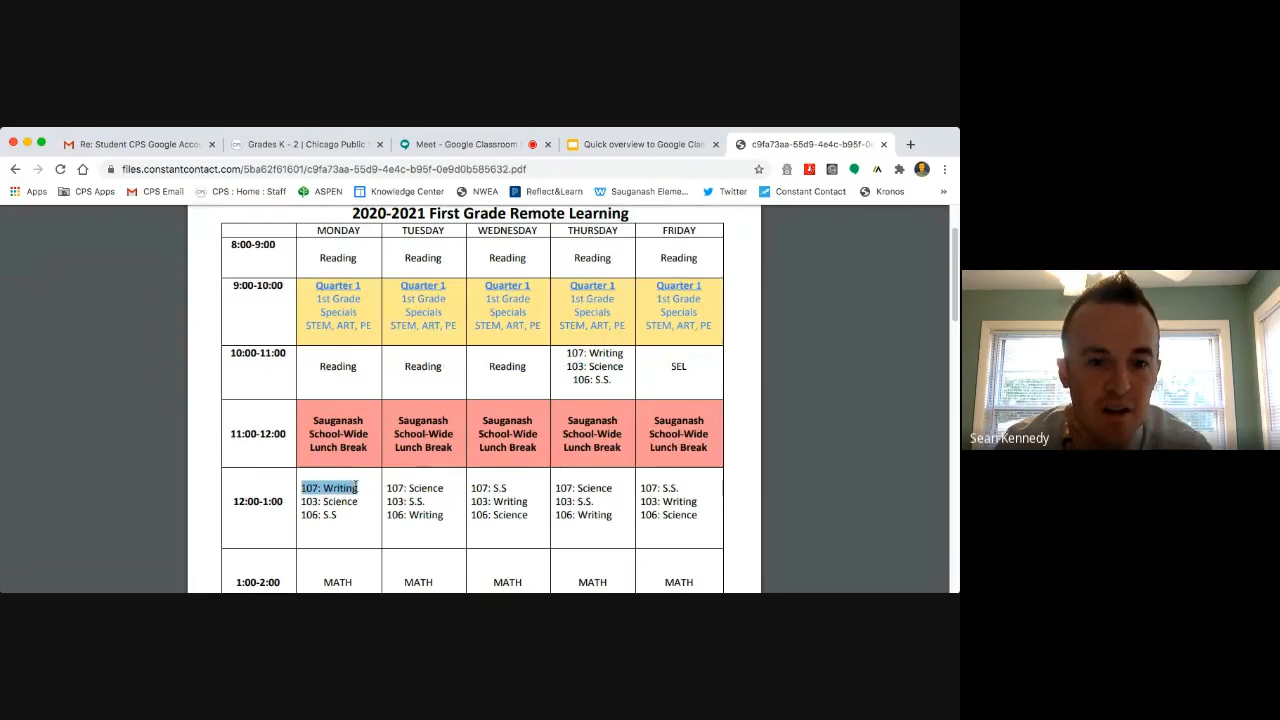 Re: Student CPS Google Accou
Grades K - 2 | Chicago Public
Meet - Google Classroom
Quick overview to Google Clas
c9fa73aa-55d9-4e4c-b95f-0e
files.constantcontact.com/5ba62f61601/c9fa73aa-55d9-4e4c-b95f-0e9d0b585632.pdf
Apps
CPS Apps
CPS Email
CPS : Home : Staff
ASPEN
Knowledge Center
NWEA
Reflect&Learn
Sauganash Eleme...
Twitter
Constant Contact
Kronos
»
2020-2021 First Grade Remote Learning
MONDAY TUESDAY WEDNESDAY THURSDAY FRIDAY
8:00-9:00
Reading Reading Reading Reading Reading
9:00-10:00 Quarter 1 Quarter 1 Quarter 1 Quarter 1 Quarter 1
1st Grade 1st Grade 1st Grade 1st Grade 1st Grade
Specials Specials Specials Specials Specials
STEM, ART, PE STEM, ART, PE STEM, ART, PE STEM, ART, PE STEM, ART, PE
10:00-11:00 107: Writing
Reading Reading Reading 103: Science SEL
106: S.S.
Sauganash Sauganash Sauganash Sauganash Sauganash
11:00-12:00 School-Wide School-Wide School-Wide School-Wide School-Wide
Lunch Break Lunch Break Lunch Break Lunch Break Lunch Break
107: Writing 107: Science 107: S.S 107: Science 107: S.S.
12:00-1:00 103: Science 103: S.S. 103: Writing 103: S.S. 103: Writing
106: S.S 106: Writing 106: Science 106: Writing 106: Science
1:00-2:00 MATH MATH MATH MATH MATH
Sean Kennedy